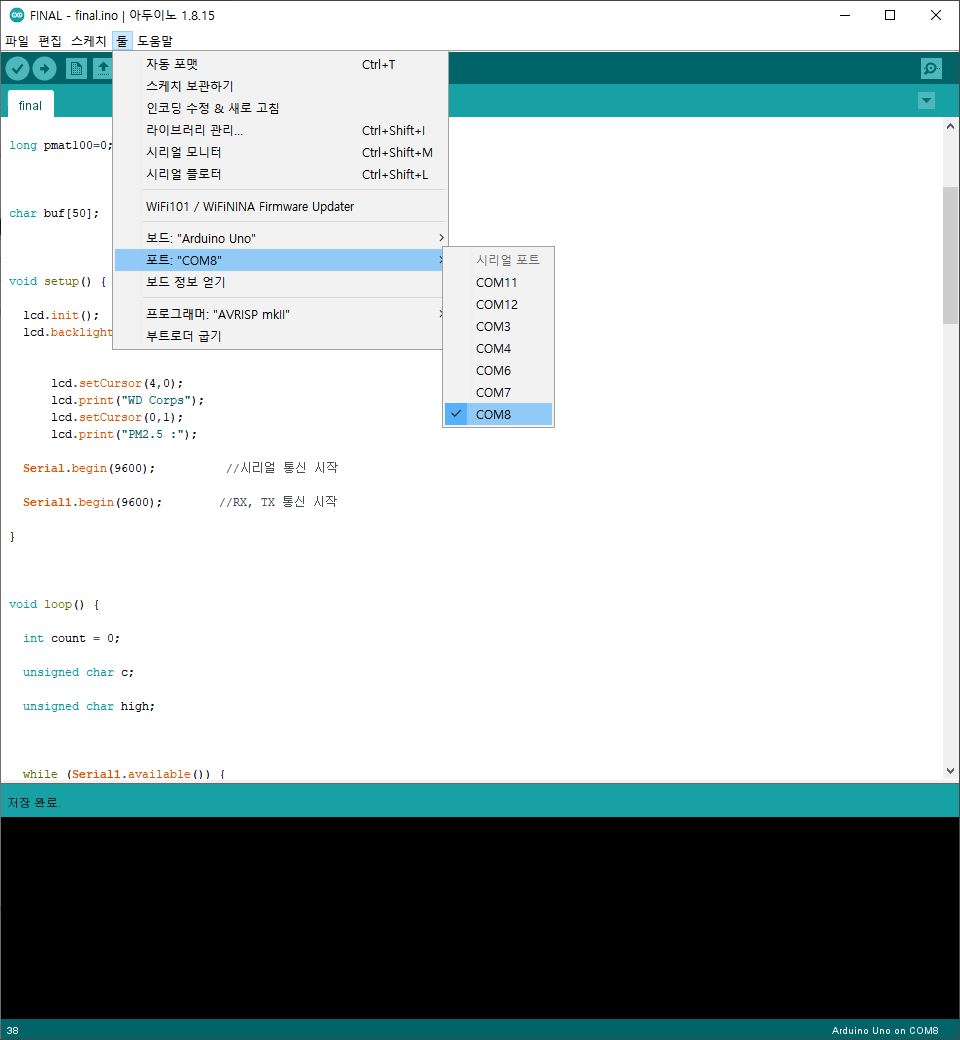 FINAL - final.ino | 아두이노 1.8.15
파일 편집 스케치 툴 도움말
final
자동 포맷 Ctrl+T
스케치 보관하기
인코딩 수정 & 새로 고침
라이브러리 관리... Ctrl+Shift+I
시리얼 모니터 Ctrl+Shift+M
시리얼 플로터 Ctrl+Shift+L
WiFi101 / WiFiNINA Firmware Updater
보드: "Arduino Uno"
포트: "COM8"
보드 정보 얻기
프로그래머: "AVRISP mkII"
부트로더 굽기
시리얼 포트
COM11
COM12
COM3
COM4
COM6
COM7
COM8
long pmat100=0;
char buf[50];
void setup() {
lcd.init();
lcd.backlight
lcd.setCursor(4,0);
lcd.print("WD Corps");
lcd.setCursor(0,1);
lcd.print("PM2.5 :");
Serial.begin(9600); //시리얼 통신 시작
Serial1.begin(9600); //RX, TX 통신 시작
}
void loop() {
int count = 0;
unsigned char c;
unsigned char high;
while (Serial1.available()) {
저장 완료.
38 Arduino Uno on COM8